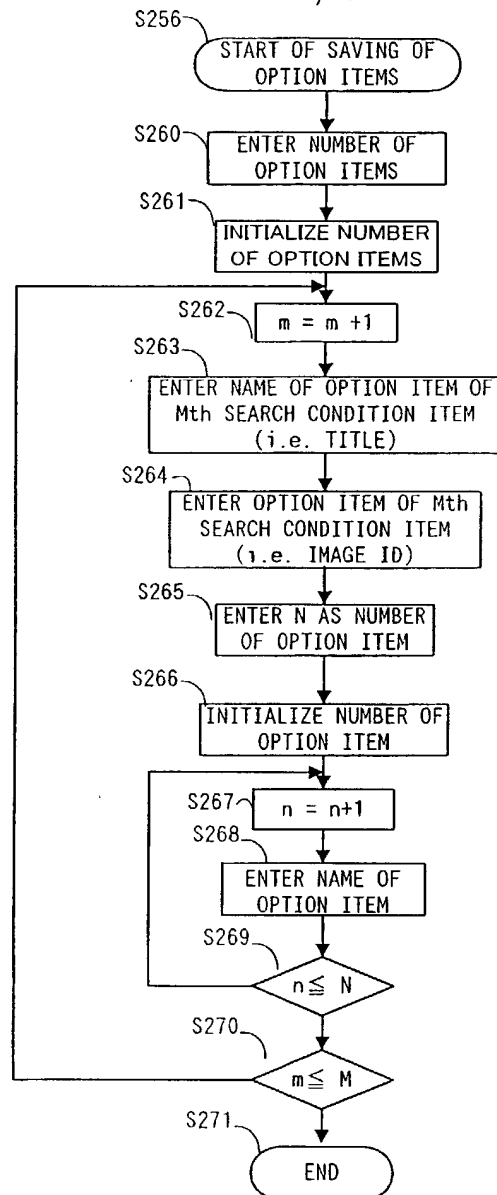 S256
START OF SAVING OF
OPTION ITEMS
S260
ENTER NUMBER OF
OPTION ITEMS
S261
INITIALIZE NUMBER
OF OPTION ITEMS
S262
m = m +1
S263
ENTER NAME OF OPTION ITEM OF
Mth SEARCH CONDITION ITEM
(i.e. TITLE)
S264
ENTER OPTION ITEM OF Mth
SEARCH CONDITION ITEM
(i.e. IMAGE ID)
S265
ENTER N AS NUMBER
OF OPTION ITEM
S266
INITIALIZE NUMBER OF
OPTION ITEM
S267
n = n+1
S268
ENTER NAME OF
OPTION ITEM
S269
n ≦ N
S270
m ≦ M
S271
END